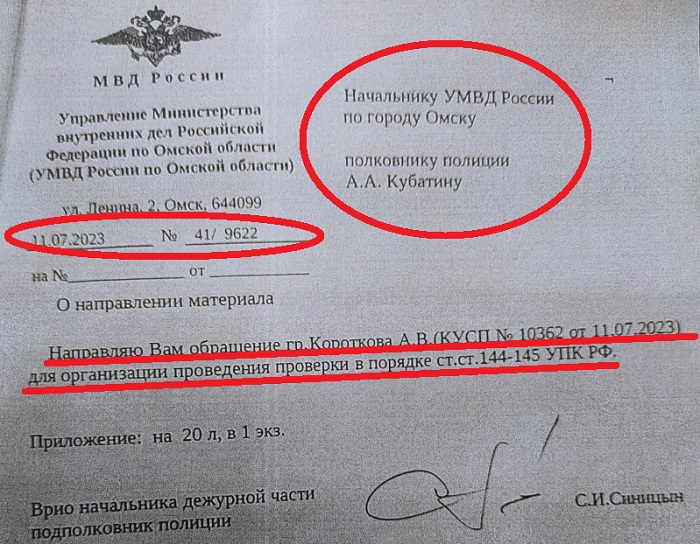 МВД России
Управление Министерства
внутренних дел Российской
Федерации по Омской области
(УМВД России по Омской области)
ул. Ленина, 2, Омск, 644099
11.07.2023 № 41/ 9622
на № от
О направлении материала
Начальнику УМВД России
по городу Омску
полковнику полиции
А.А. Кубатину
Направляю Вам обращение гр.Короткова А.В.(КУСП № 10362 от 11.07.2023)
для организации проведения проверки в порядке ст.ст.144-145 УПК РФ.
Приложение: на 20 л, в 1 экз.
Врио начальника дежурной части
подполковник полиции
С.И.Синицын